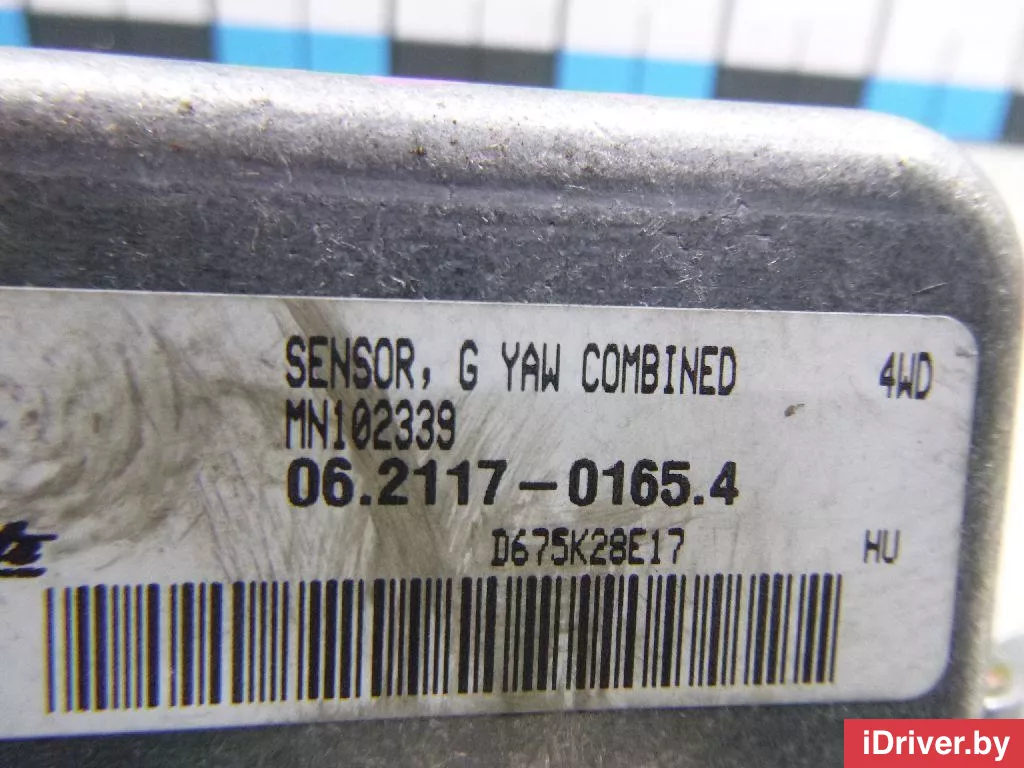 SENSOR, G YAW COMBINED 4WD
MN102339
06.2117-0165.4
D675K28E17 HU
iDriver.by